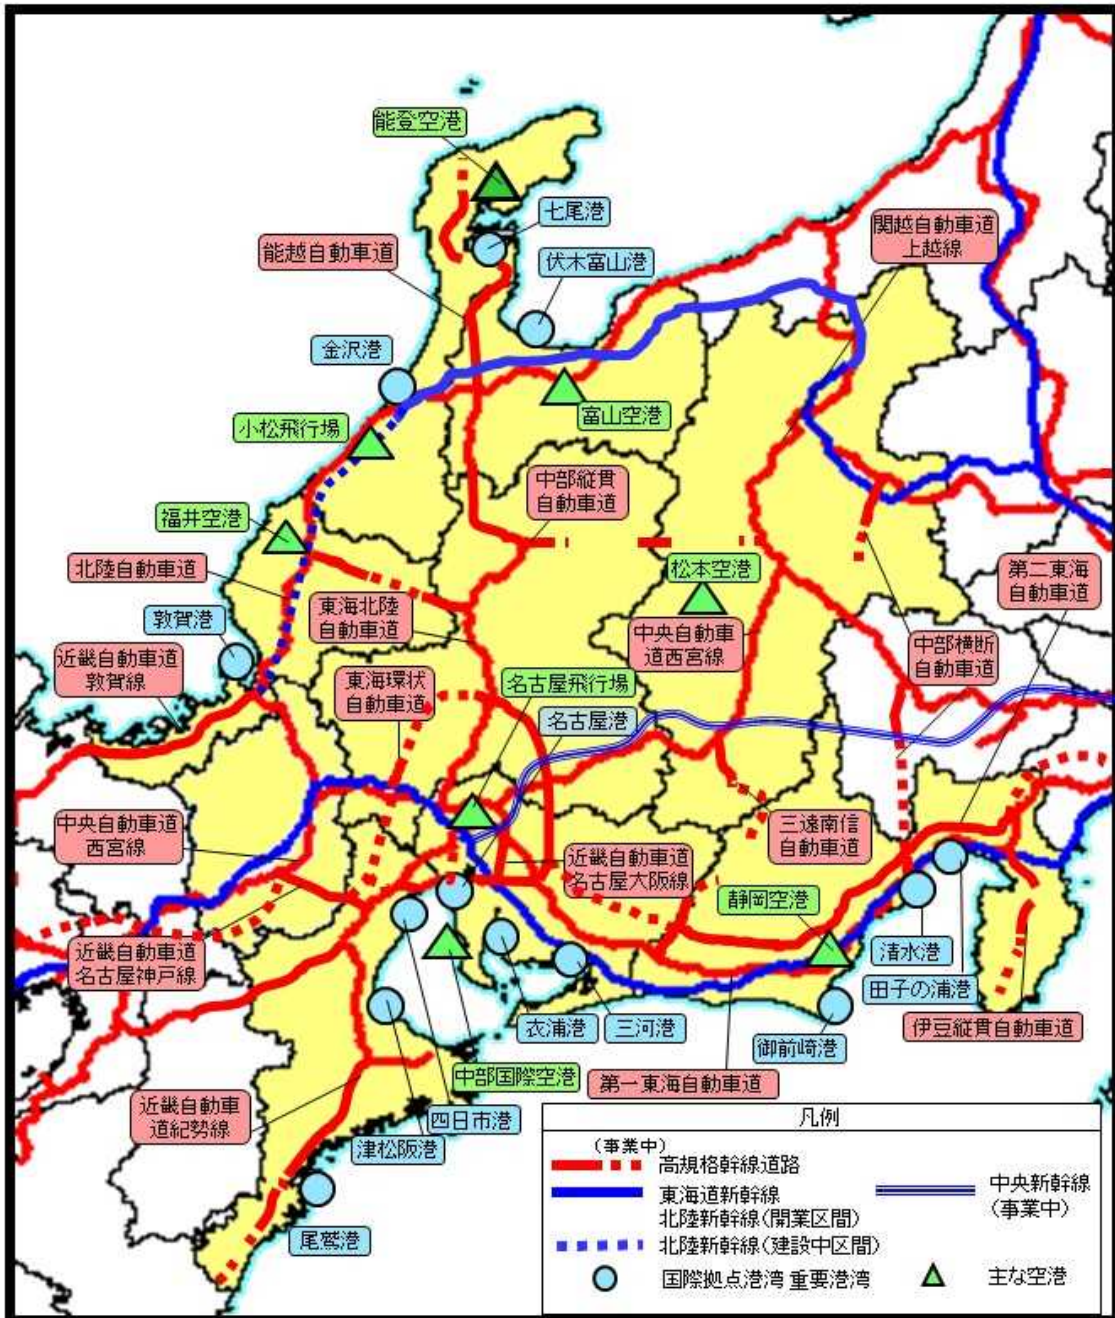 能登空港
七尾港
関越自動車道
上越線
能越自動車道
伏木富山港
金沢港
富山空港
小松飛行場
中部縦貫
自動車道
福井空港
北陸自動車道
松本空港
第二東海
自動車道
東海北陸
自動車道
敦賀港
中央自動車
道西宮線
中部横断
自動車道
近畿自動車道
敦賀線
東海環状
自動車道
名古屋飛行場
名古屋港
中央自動車道
西宮線
三遠南信
自動車道
近畿自動車道
名古屋大阪線
静岡空港
近畿自動車道
名古屋神戸線
清水港
田子の浦港
衣浦港
三河港
御前崎港
伊豆縦貫自動車道
中部国際空港
第一東海自動車道
近畿自動車
道紀勢線
四日市港
津松阪港
尾鷲港
凡例
(事業中)
高規格幹線道路
東海道新幹線
北陸新幹線(開業区間)
中央新幹線
(事業中)
北陸新幹線(建設中区間)
国際拠点港湾 重要港湾
主な空港